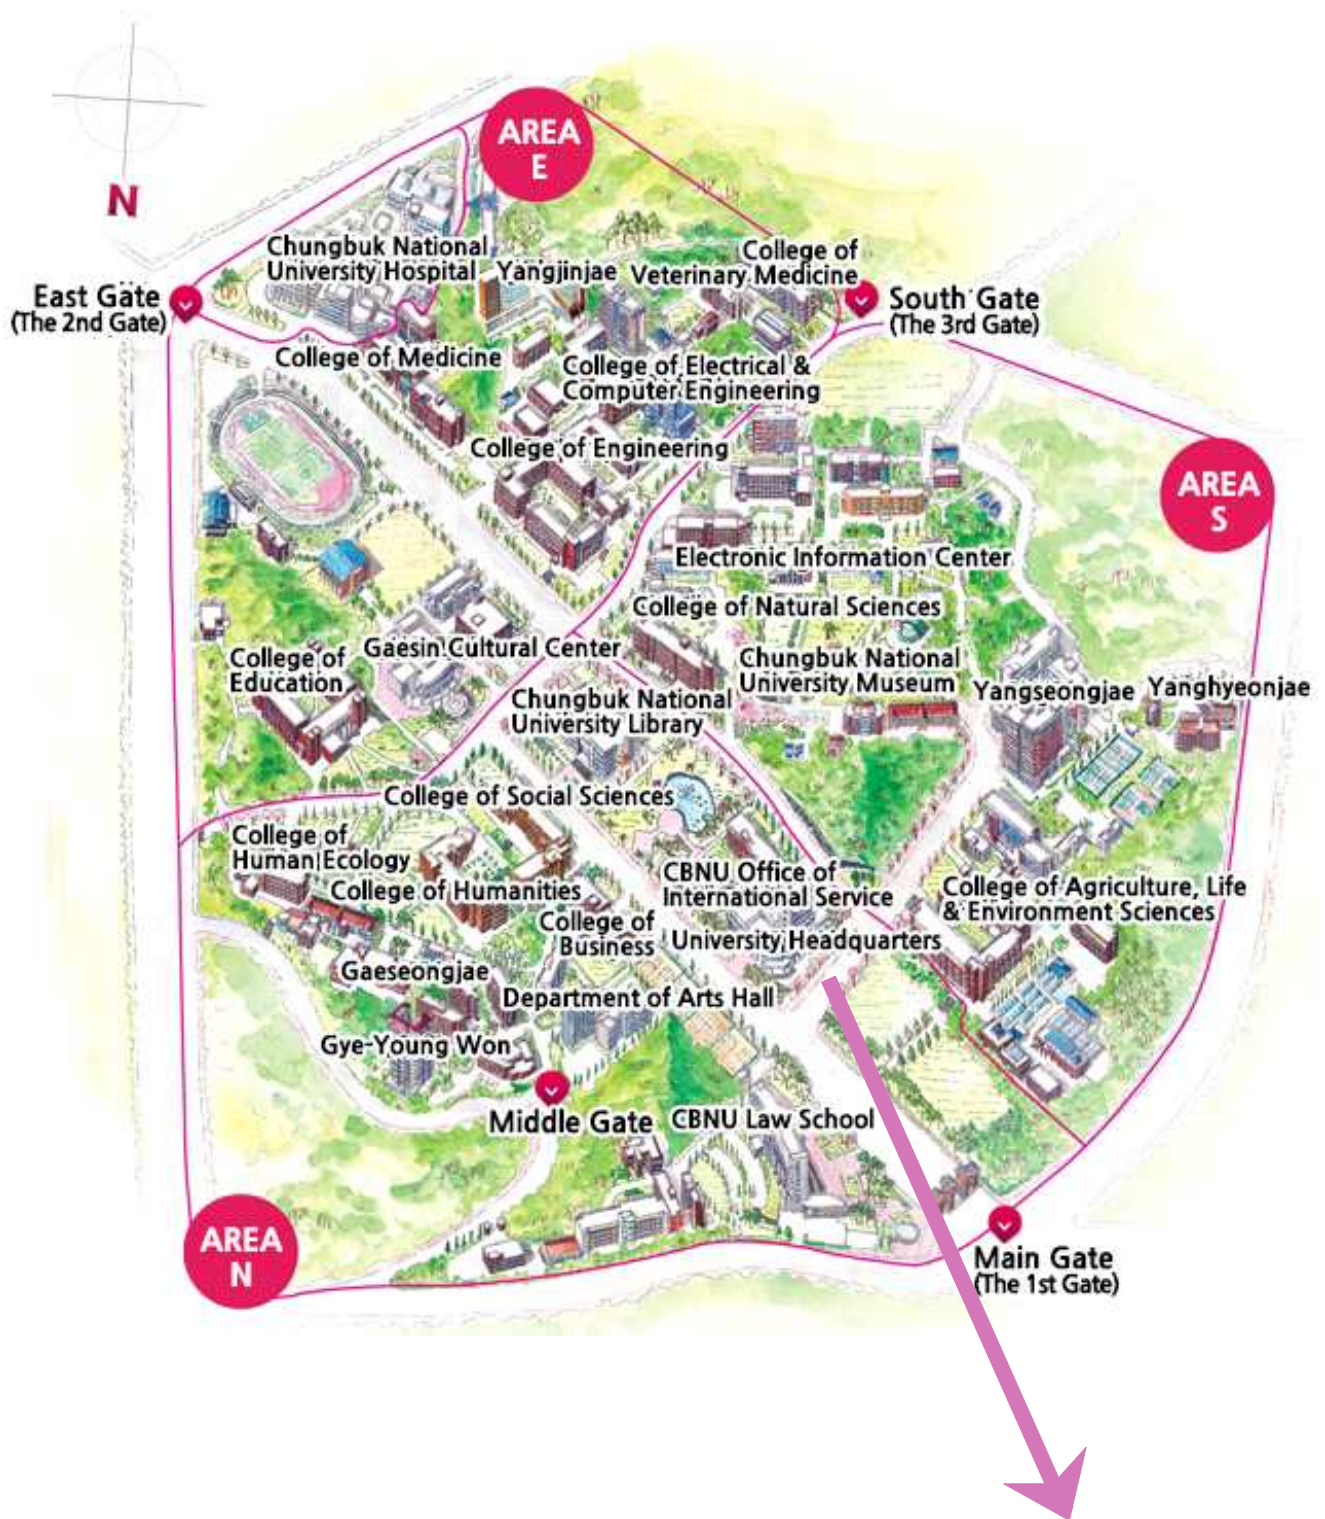 AREA
E
N
Chungbuk National
University Hospital
Yangjinjae
College of
Veterinary Medicine
East Gate
(The 2nd Gate)
South Gate
(The 3rd Gate)
College of Medicine
College of Electrical &
Computer Engineering
College of Engineering
AREA
S
Electronic Information Center
College of Natural Sciences
Gaesin Cultural Center
College of
Education
Chungbuk National
University Museum
Yangseongjae
Yanghyeonjae
Chungbuk National
University Library
College of Social Sciences
College of
Human Ecology
College of Humanities
CBNU Office of
International Service
College of Agriculture, Life
& Environment Sciences
College of
Business
University Headquarters
Gaeseongjae
Department of Arts Hall
Gye-Young Won
Middle Gate
CBNU Law School
AREA
N
Main Gate
(The 1st Gate)